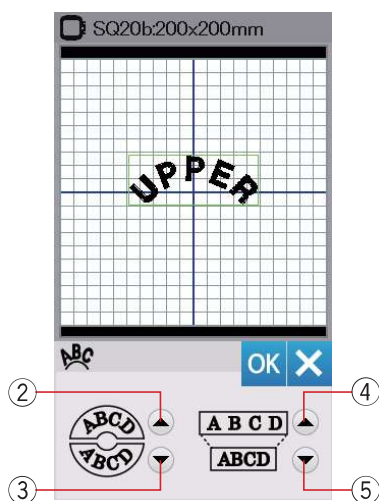 SQ20b:200x200mm
UPPER
ABC
OK
② ABCD A B C D ④
③ ABCD ABCD ⑤